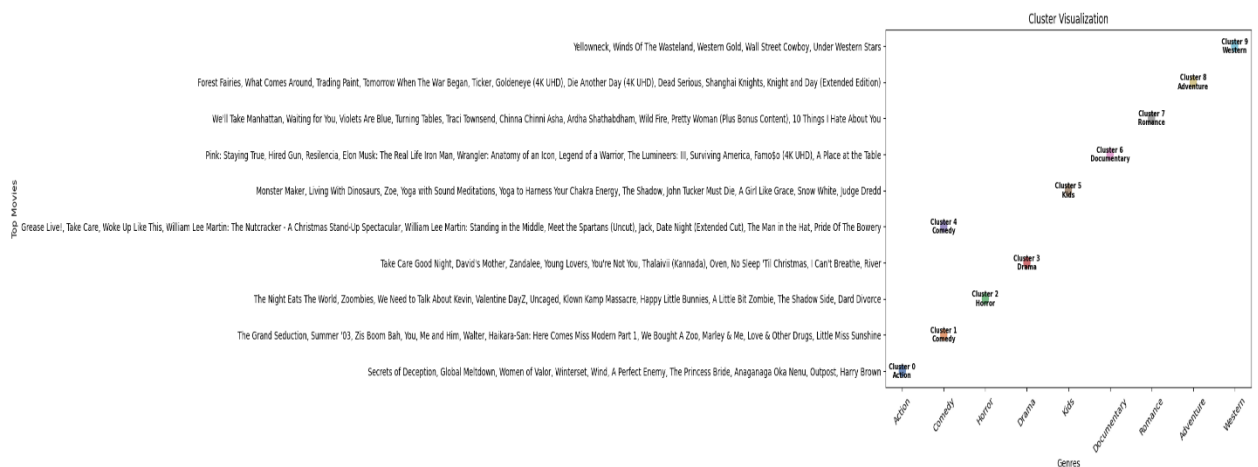 Cluster Visualization
Yellowneck, Winds Of The Wasteland, Western Gold, Wall Street Cowboy, Under Western Stars
Cluster 9
Western
Forest Fairies, What Comes Around, Trading Paint, Tomorrow When The War Began, Ticker, Goldeneye (4K UHD), Die Another Day (4K UHD), Dead Serious, Shanghai Knights, Knight and Day (Extended Edition)
Cluster 8
Adventure
We'll Take Manhattan, Waiting for You, Violets Are Blue, Turning Tables, Traci Townsend, Chinna Chinni Asha, Ardha Shathabdham, Wild Fire, Pretty Woman (Plus Bonus Content), 10 Things I Hate About You
Cluster 7
Romance
Pink: Staying True, Hired Gun, Resilencia, Elon Musk: The Real Life Iron Man, Wrangler: Anatomy of an Icon, Legend of a Warrior, The Lumineers: III, Surviving America, Famo$o (4K UHD), A Place at the Table
Cluster 6
Documentary
Monster Maker, Living With Dinosaurs, Zoe, Yoga with Sound Meditations, Yoga to Harness Your Chakra Energy, The Shadow, John Tucker Must Die, A Girl Like Grace, Snow White, Judge Dredd
Cluster 5
Kids
Grease Live!, Take Care, Woke Up Like This, William Lee Martin: The Nutcracker - A Christmas Stand-Up Spectacular, William Lee Martin: Standing in the Middle, Meet the Spartans (Uncut), Jack, Date Night (Extended Cut), The Man in the Hat, Pride Of The Bowery
Cluster 4
Comedy
Take Care Good Night, David's Mother, Zandalee, Young Lovers, You're Not You, Thalaivii (Kannada), Oven, No Sleep 'Til Christmas, I Can't Breathe, River
Cluster 3
Drama
The Night Eats The World, Zoombies, We Need to Talk About Kevin, Valentine DayZ, Uncaged, Klown Kamp Massacre, Happy Little Bunnies, A Little Bit Zombie, The Shadow Side, Dard Divorce
Cluster 2
Horror
The Grand Seduction, Summer '03, Zis Boom Bah, You, Me and Him, Walter, Haikara-San: Here Comes Miss Modern Part 1, We Bought A Zoo, Marley & Me, Love & Other Drugs, Little Miss Sunshine
Cluster 1
Comedy
Secrets of Deception, Global Meltdown, Women of Valor, Winterset, Wind, A Perfect Enemy, The Princess Bride, Anaganaga Oka Nenu, Outpost, Harry Brown
Cluster 0
Action
Top Movies
Action
Comedy
Horror
Drama
Kids
Documentary
Romance
Adventure
Western
Genres